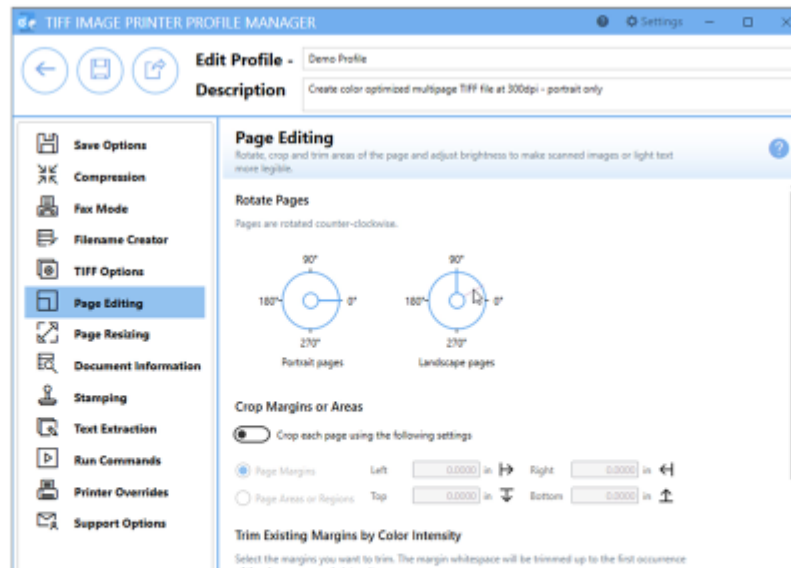 TIFF IMAGE PRINTER PROFILE MANAGER
Settings
Edit Profile - Demo Profile
Description Create color optimized multipage TIFF file at 300dpi - portrait only
Save Options
Compression
Fax Mode
Filename Creator
TIFF Options
Page Editing
Page Resizing
Document Information
Stamping
Text Extraction
Run Commands
Printer Overrides
Support Options
Page Editing
Rotate, crop and trim areas of the page and adjust brightness to make scanned images or light text
more legible.
Rotate Pages
Pages are rotated counter-clockwise.
90° 90°
180° 0° 180° 0°
270° 270°
Portrait pages Landscape pages
Crop Margins or Areas
Crop each page using the following settings
Page Margins Left 0.0000 in Right 0.0000 in
Page Areas or Regions Top 0.0000 in Bottom 0.0000 in
Trim Existing Margins by Color Intensity
Select the margins you want to trim. The margin whitespace will be trimmed up to the first occurrence